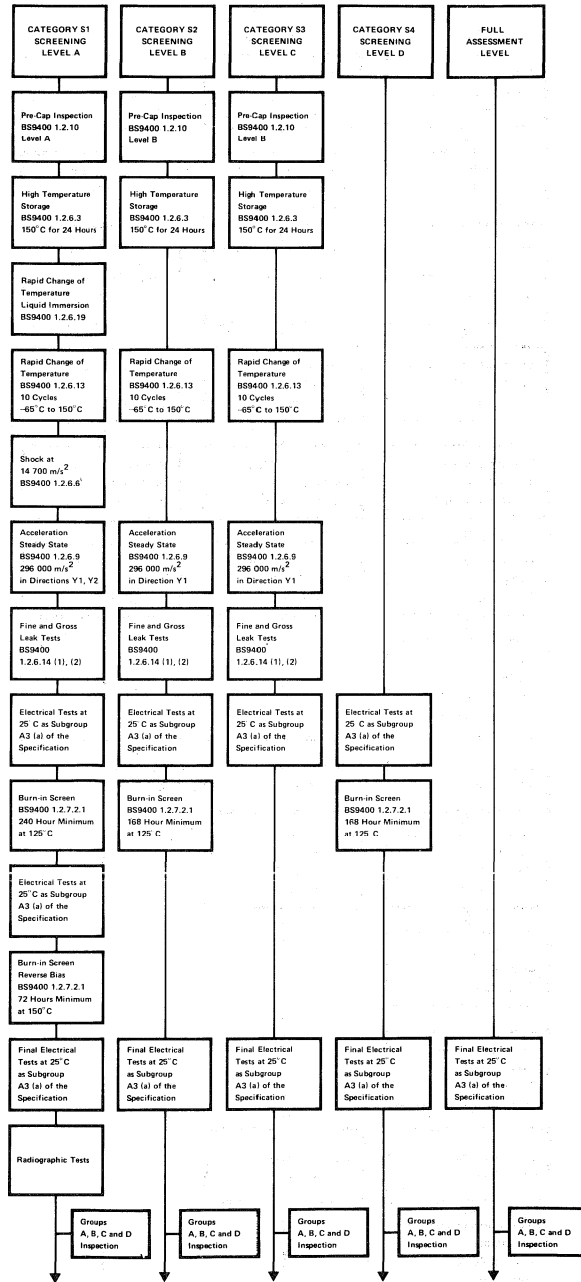 CATEGORY S1
SCREENING
LEVEL A
CATEGORY S2
SCREENING
LEVEL B
CATEGORY S3
SCREENING
LEVEL C
CATEGORY S4
SCREENING
LEVEL D
FULL
ASSESSMENT
LEVEL
Pre-Cap Inspection
BS9400 1.2.10
Level A
Pre-Cap Inspection
BS9400 1.2.10
Level B
Pre-Cap Inspection
BS9400 1.2.10
Level B
High Temperature
Storage
BS9400 1.2.6.3
150°C for 24 Hours
High Temperature
Storage
BS9400 1.2.6.3
150°C for 24 Hours
High Temperature
Storage
BS9400 1.2.6.3
150°C for 24 Hours
Rapid Change of
Temperature
Liquid Immersion
BS9400 1.2.6.19
Rapid Change of
Temperature
BS9400 1.2.6.13
10 Cycles
–65°C to 150°C
Rapid Change of
Temperature
BS9400 1.2.6.13
10 Cycles
–65°C to 150°C
Rapid Change of
Temperature
BS9400 1.2.6.13
10 Cycles
–65°C to 150°C
Shock at
14 700 m/s²
BS9400 1.2.6.6
Acceleration
Steady State
BS9400 1.2.6.9
296 000 m/s²
in Directions Y1, Y2
Acceleration
Steady State
BS9400 1.2.6.9
296 000 m/s²
in Direction Y1
Acceleration
Steady State
BS9400 1.2.6.9
296 000 m/s²
in Direction Y1
Fine and Gross
Leak Tests
BS9400
1.2.6.14 (1), (2)
Fine and Gross
Leak Tests
BS9400
1.2.6.14 (1), (2)
Fine and Gross
Leak Tests
BS9400
1.2.6.14 (1), (2)
Electrical Tests at
25°C as Subgroup
A3 (a) of the
Specification
Electrical Tests at
25°C as Subgroup
A3 (a) of the
Specification
Electrical Tests at
25°C as Subgroup
A3 (a) of the
Specification
Electrical Tests at
25°C as Subgroup
A3 (a) of the
Specification
Burn-in Screen
BS9400 1.2.7.2.1
240 Hour Minimum
at 125°C
Burn-in Screen
BS9400 1.2.7.2.1
168 Hour Minimum
at 125°C
Burn-in Screen
BS9400 1.2.7.2.1
168 Hour Minimum
at 125°C
Electrical Tests at
25°C as Subgroup
A3 (a) of the
Specification
Burn-in Screen
Reverse Bias
BS9400 1.2.7.2.1
72 Hours Minimum
at 150°C
Final Electrical
Tests at 25°C
as Subgroup
A3 (a) of the
Specification
Final Electrical
Tests at 25°C
as Subgroup
A3 (a) of the
Specification
Final Electrical
Tests at 25°C
as Subgroup
A3 (a) of the
Specification
Final Electrical
Tests at 25°C
as Subgroup
A3 (a) of the
Specification
Final Electrical
Tests at 25°C
as Subgroup
A3 (a) of the
Specification
Radiographic Tests
Groups
A, B, C and D
Inspection
Groups
A, B, C and D
Inspection
Groups
A, B, C and D
Inspection
Groups
A, B, C and D
Inspection
Groups
A, B, C and D
Inspection